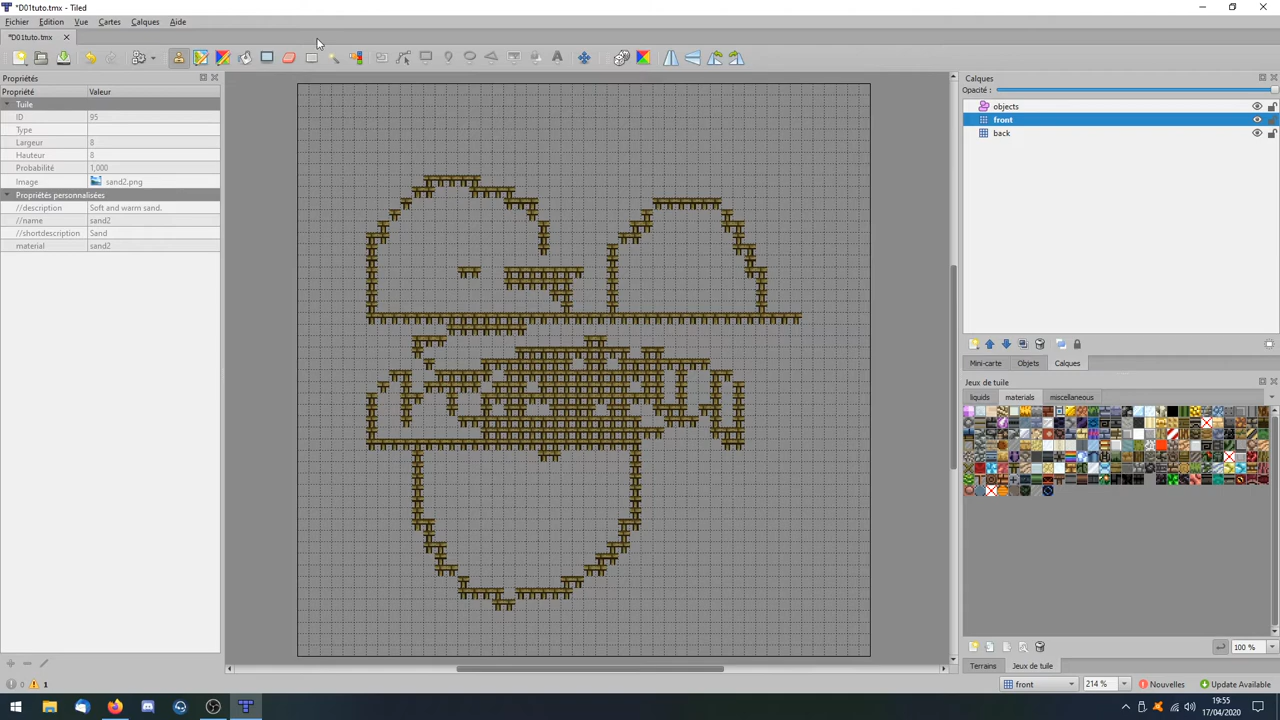 *D01tuto.tmx - Tiled
Fichier Edition Vue Cartes Calques Aide
*D01tuto.tmx
Propriétés
Propriété Valeur
Tuile
ID 95
Type
Largeur 8
Hauteur 8
Probabilité 1,000
Image sand2.png
Propriétés personnalisées
//description Soft and warm sand.
//name sand2
//shortdescription Sand
material sand2
0 1
Calques
Opacité :
objects
front
back
Mini-carte Objets Calques
Jeux de tuile
liquids materials miscellaneous
100 %
Terrains Jeux de tuile
front 214 % Nouvelles Update Available
19:55
17/04/2020